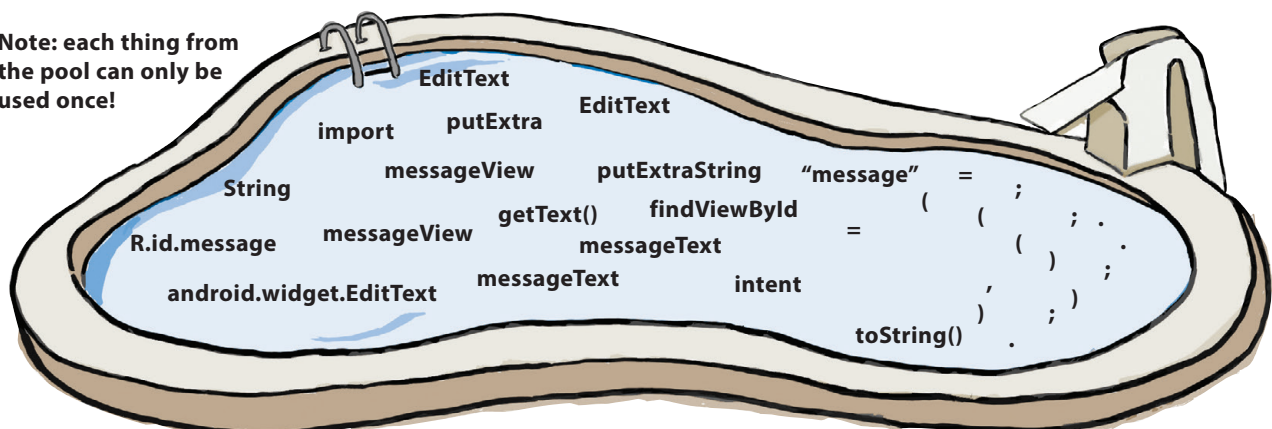 Note: each thing from
the pool can only be
used once!
EditText
EditText
import
putExtra
messageView
putExtraString
“message”
=
;
String
(
getText()
findViewById
(
;
.
R.id.message
messageView
=
messageText
(
.
)
messageText
;
android.widget.EditText
intent
,
)
)
;
toString()
.